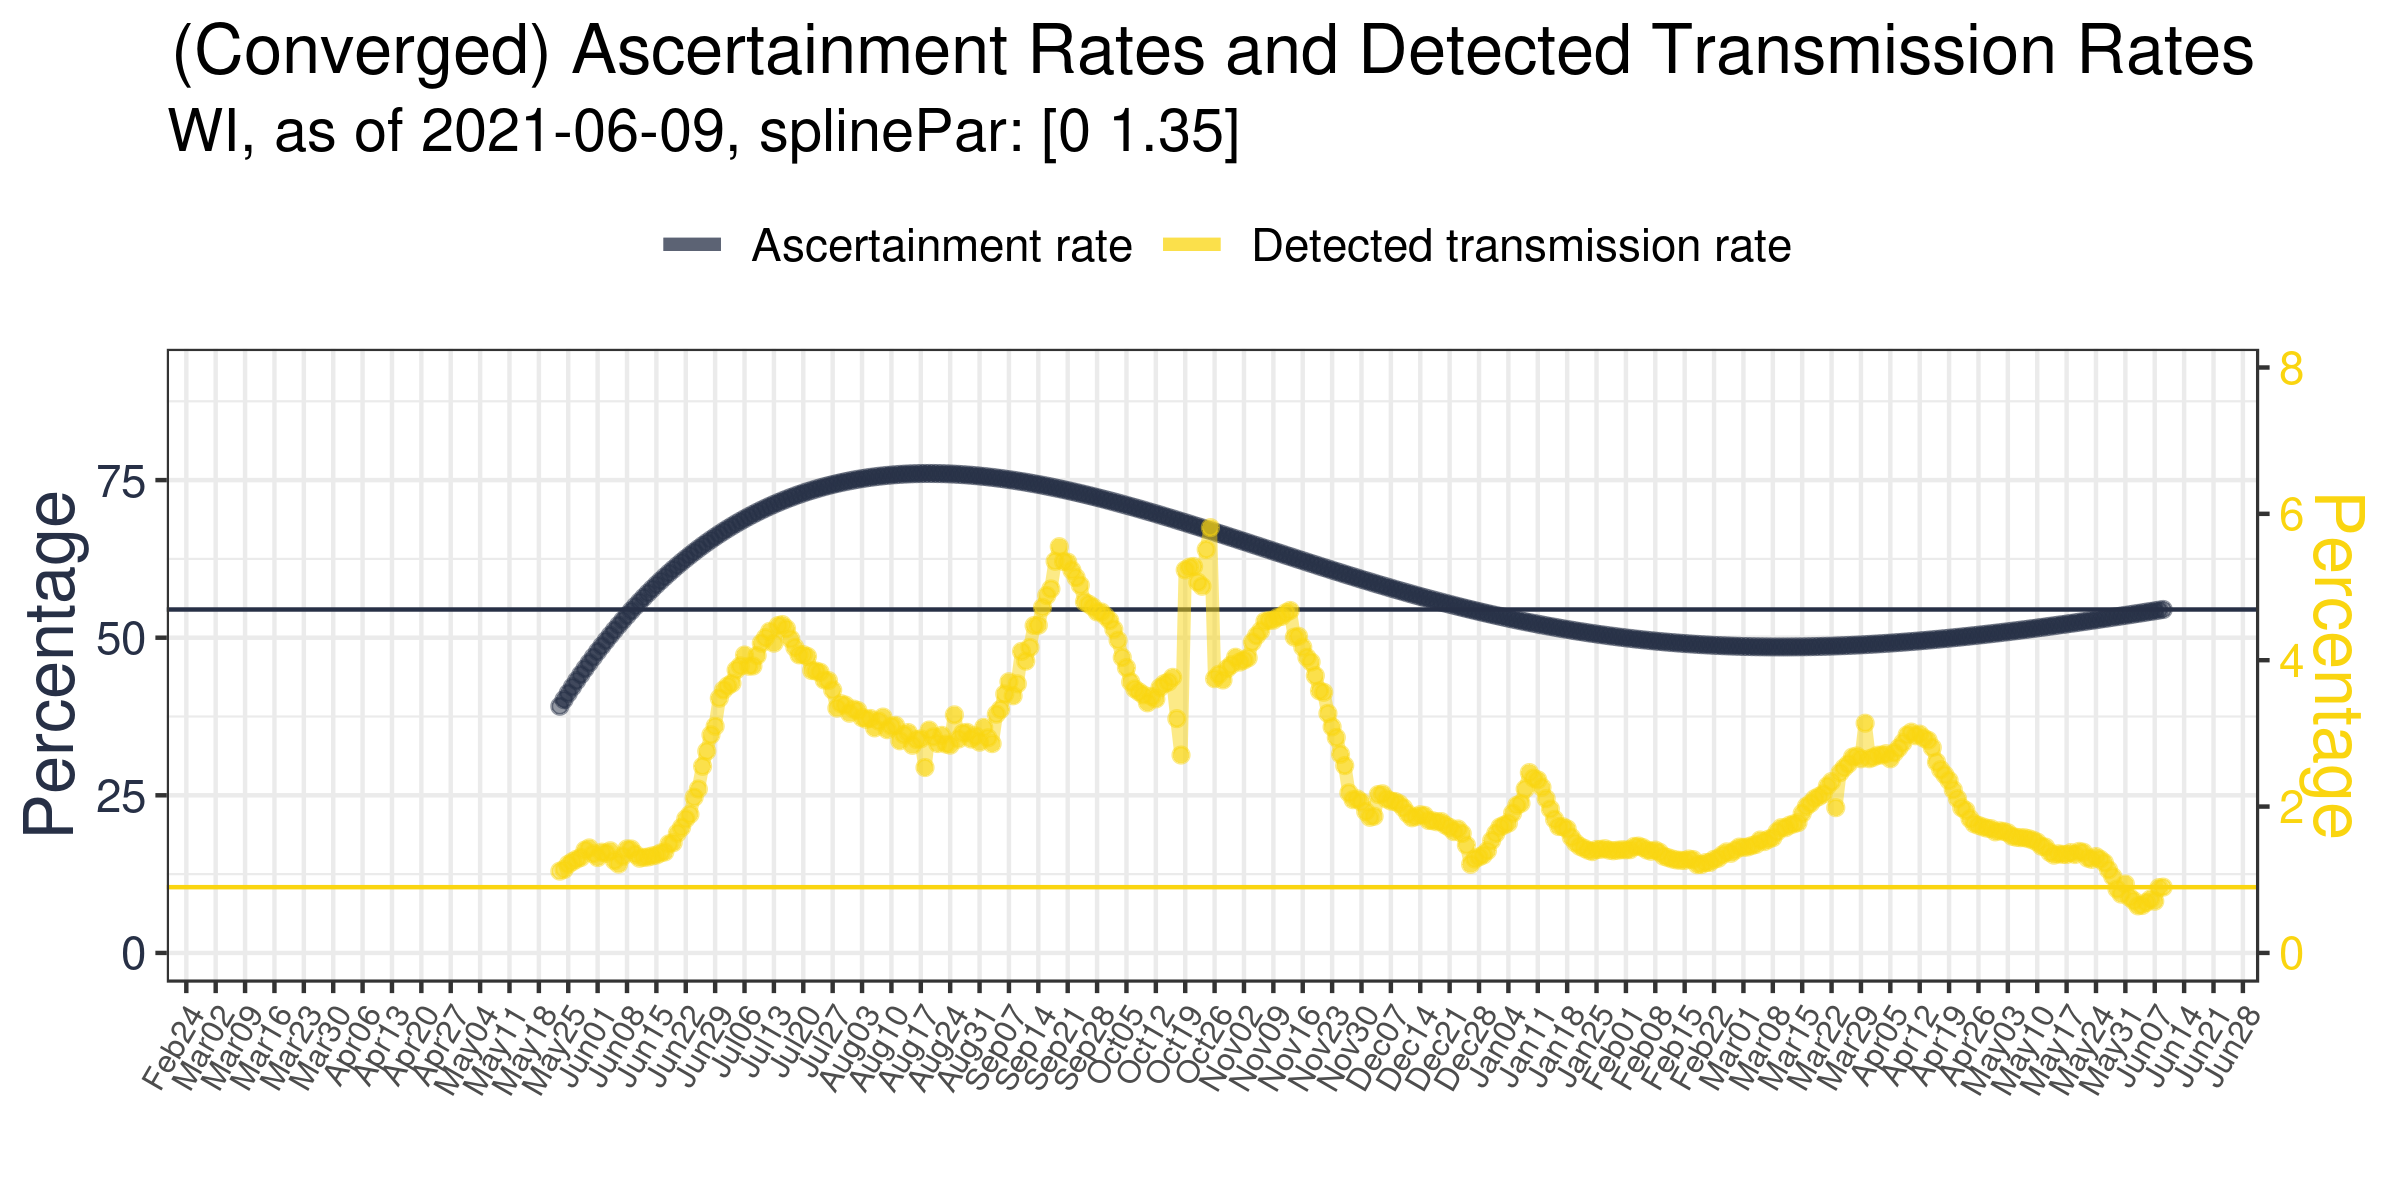 (Converged) Ascertainment Rates and Detected Transmission Rates
WI, as of 2021-06-09, splinePar: [0 1.35]
Ascertainment rate
Detected transmission rate
Percentage
75
50
25
0
8
6
4
2
0
Percentage
Feb24
Mar02
Mar09
Mar16
Mar23
Mar30
Apr06
Apr13
Apr20
Apr27
May04
May11
May18
May25
Jun01
Jun08
Jun15
Jun22
Jun29
Jul06
Jul13
Jul20
Jul27
Aug03
Aug10
Aug17
Aug24
Aug31
Sep07
Sep14
Sep21
Sep28
Oct05
Oct12
Oct19
Oct26
Nov02
Nov09
Nov16
Nov23
Nov30
Dec07
Dec14
Dec21
Dec28
Jan04
Jan11
Jan18
Jan25
Feb01
Feb08
Feb15
Feb22
Mar01
Mar08
Mar15
Mar22
Mar29
Apr05
Apr12
Apr19
Apr26
May03
May10
May17
May24
May31
Jun07
Jun14
Jun21
Jun28